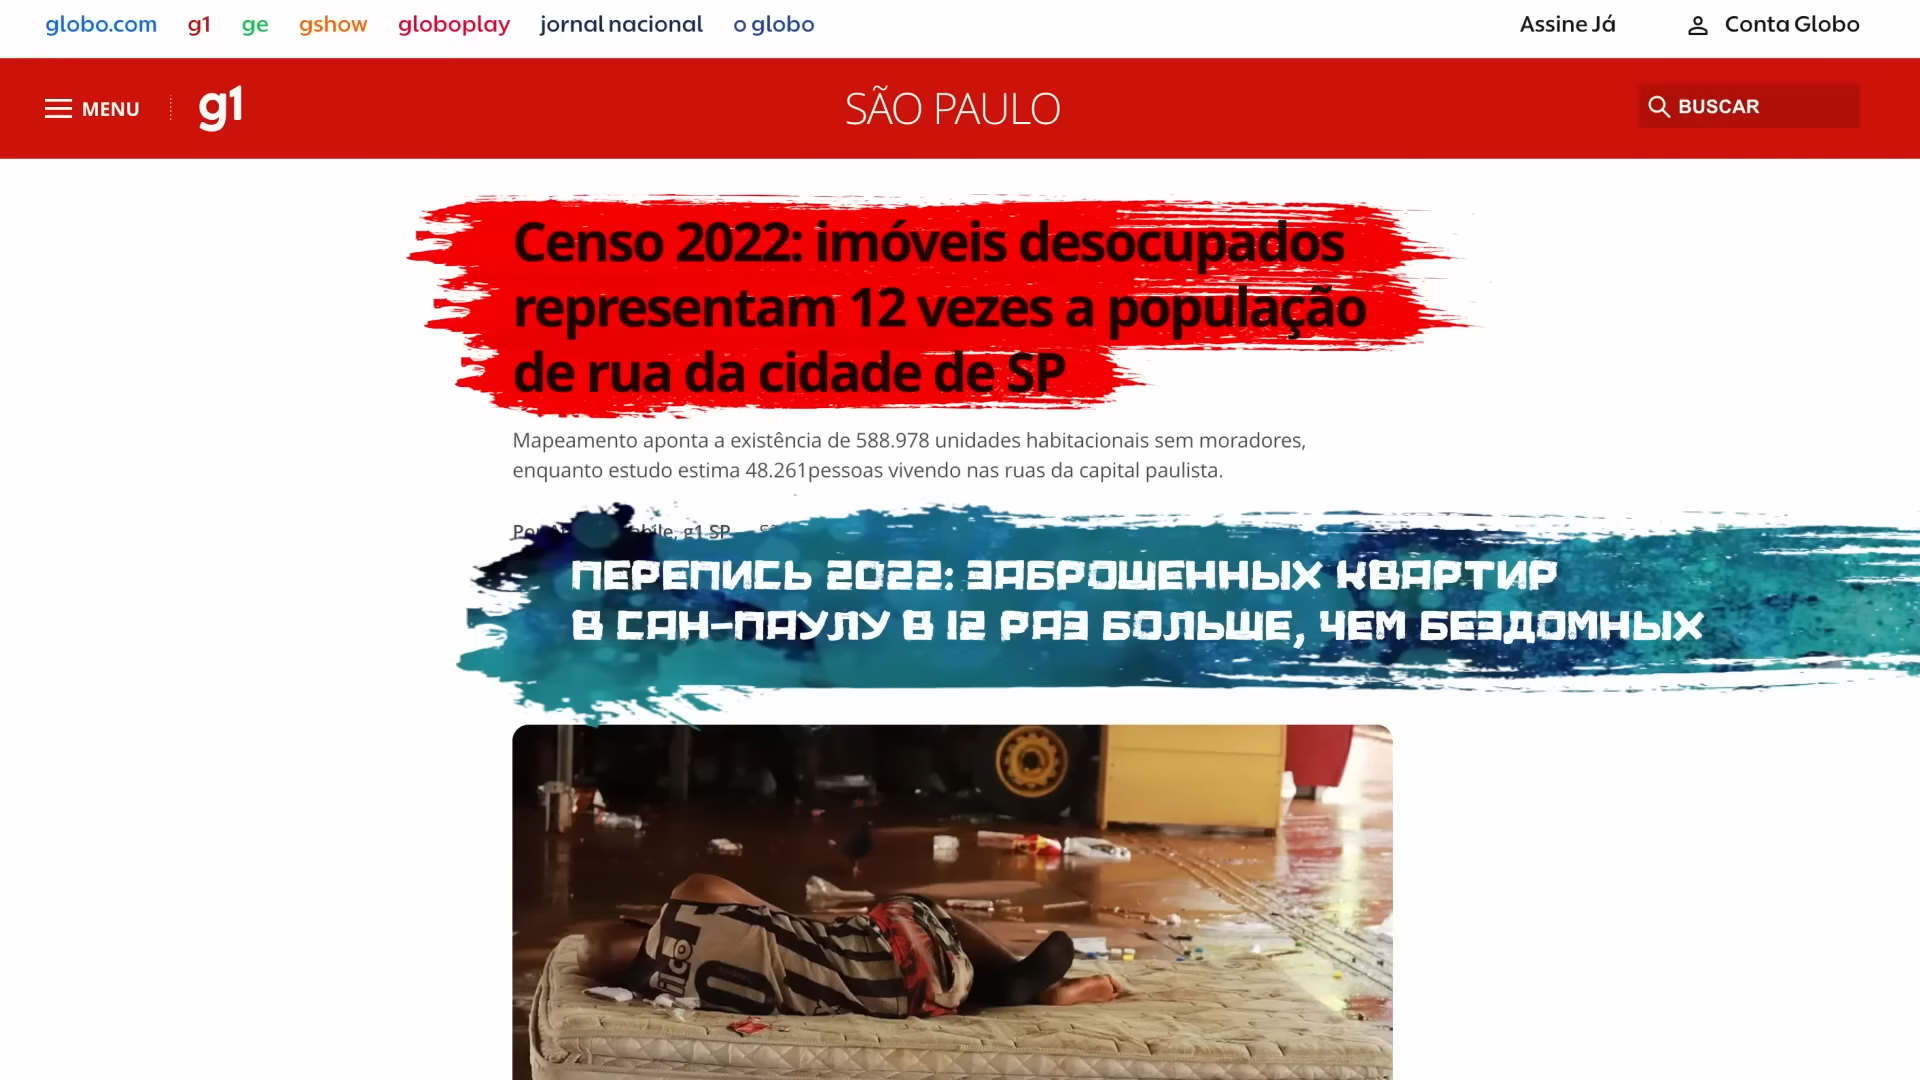 globo.com g1 ge gshow globoplay jornal nacional o globo Assine Já Conta Globo
MENU g1 SÃO PAULO BUSCAR
Censo 2022: imóveis desocupados
representam 12 vezes a população
de rua da cidade de SP
Mapeamento aponta a existência de 588.978 unidades habitacionais sem moradores,
enquanto estudo estima 48.261pessoas vivendo nas ruas da capital paulista.
g1 SP
ПЕРЕПИСЬ 2022: ЗАБРОШЕННЫХ КВАРТИР
В САН-ПАУЛУ В 12 РАЗ БОЛЬШЕ, ЧЕМ БЕЗДОМНЫХ